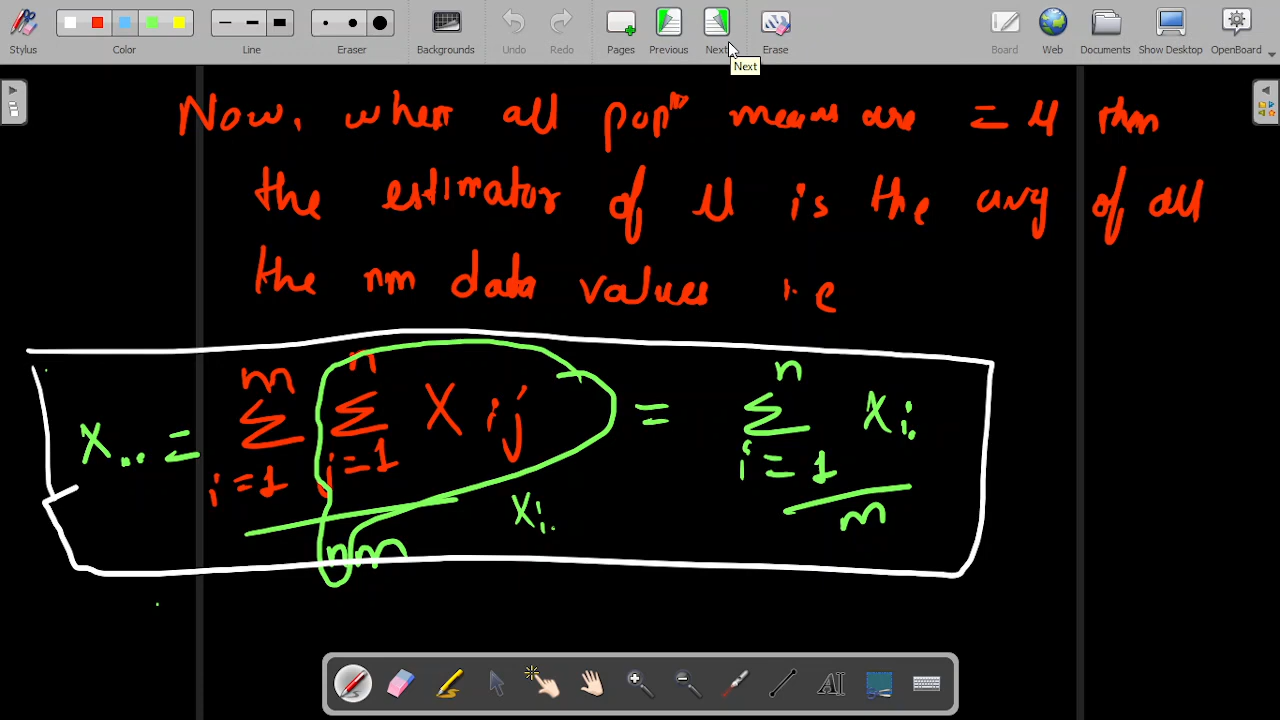 Stylus Color Line Eraser Backgrounds Undo Redo Pages Previous Next Erase Board Web Documents Show Desktop OpenBoard
Next
Now, when all popⁿ means are = μ then
the estimator of μ is the avg of all
the nm data values i.e
X.. = m Σ i=1 n Σ j=1 X ij / nm = n Σ i=1 Xi. / m
Xi.